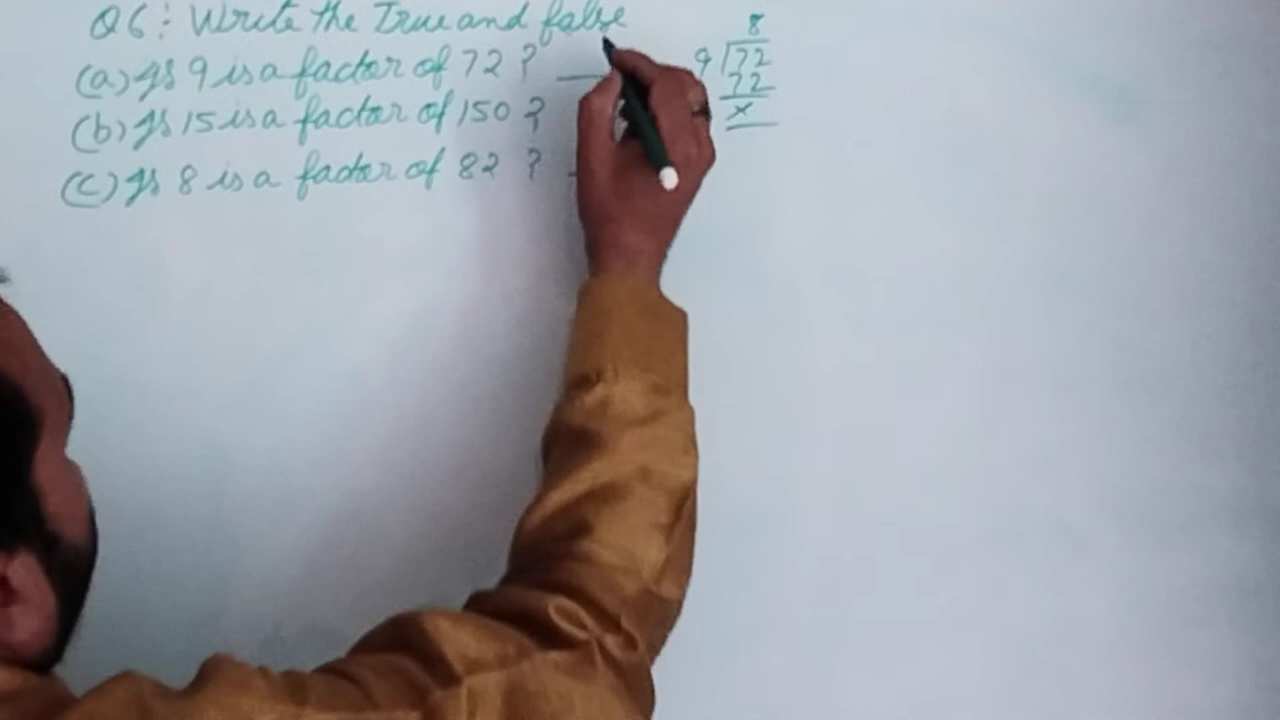 Q6: Write the True and false
(a) Is 9 is a factor of 72 ?
(b) Is 15 is a factor of 150 ?
(c) Is 8 is a factor of 82 ?
8
9 72
72
x